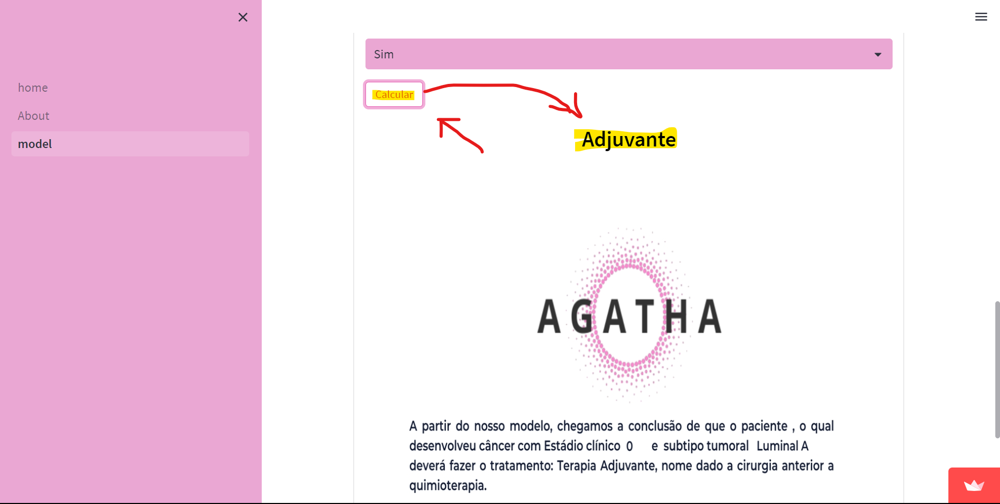 home
About
model
Sim
Calcular
Adjuvante
AGATHA
A partir do nosso modelo, chegamos a conclusão de que o paciente , o qual
desenvolveu câncer com Estádio clínico 0 e subtipo tumoral Luminal A
deverá fazer o tratamento: Terapia Adjuvante, nome dado a cirurgia anterior a
quimioterapia.